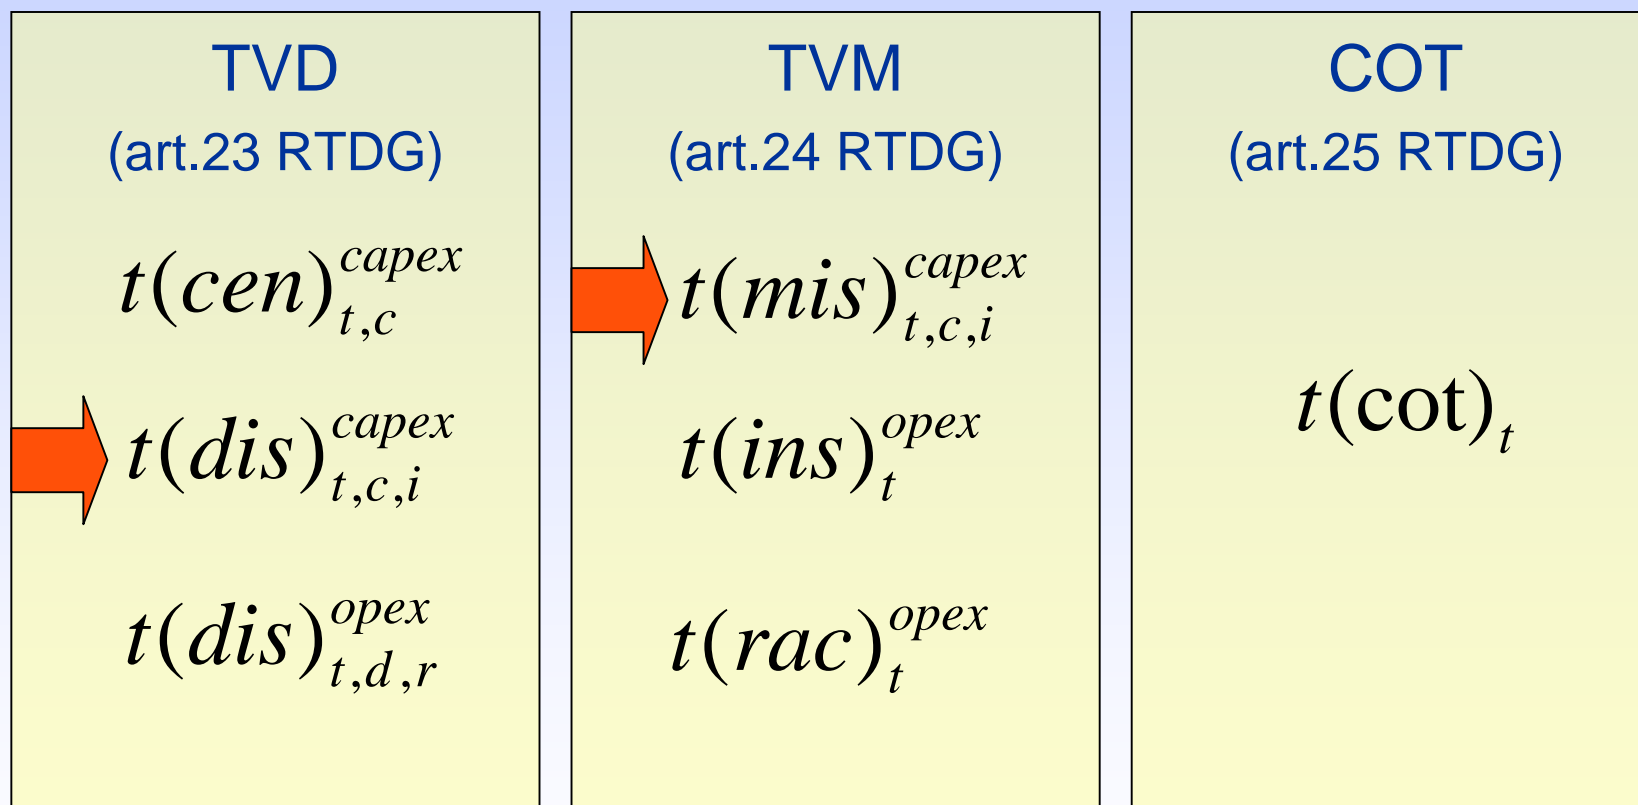 TVD
(art.23 RTDG)
t(cen)^{capex}_{t,c}
t(dis)^{capex}_{t,c,i}
t(dis)^{opex}_{t,d,r}
TVM
(art.24 RTDG)
t(mis)^{capex}_{t,c,i}
t(ins)^{opex}_{t}
t(rac)^{opex}_{t}
COT
(art.25 RTDG)
t(cot)_{t}